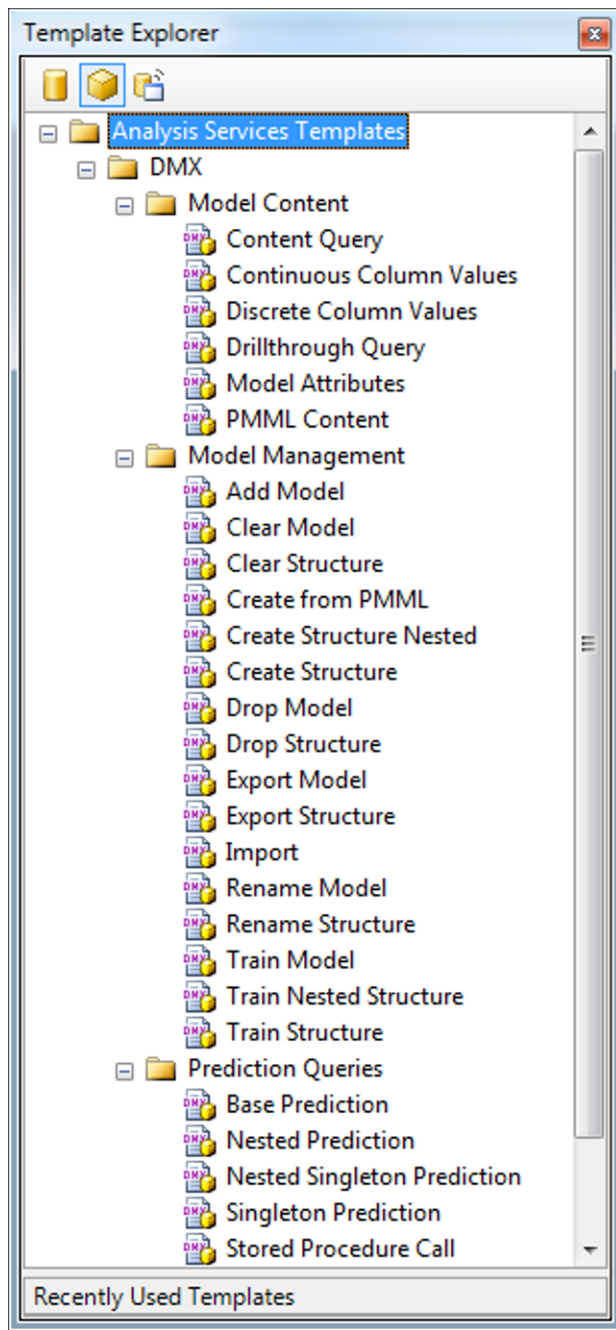 Template Explorer
Analysis Services Templates
DMX
Model Content
Content Query
Continuous Column Values
Discrete Column Values
Drillthrough Query
Model Attributes
PMML Content
Model Management
Add Model
Clear Model
Clear Structure
Create from PMML
Create Structure Nested
Create Structure
Drop Model
Drop Structure
Export Model
Export Structure
Import
Rename Model
Rename Structure
Train Model
Train Nested Structure
Train Structure
Prediction Queries
Base Prediction
Nested Prediction
Nested Singleton Prediction
Singleton Prediction
Stored Procedure Call
Recently Used Templates